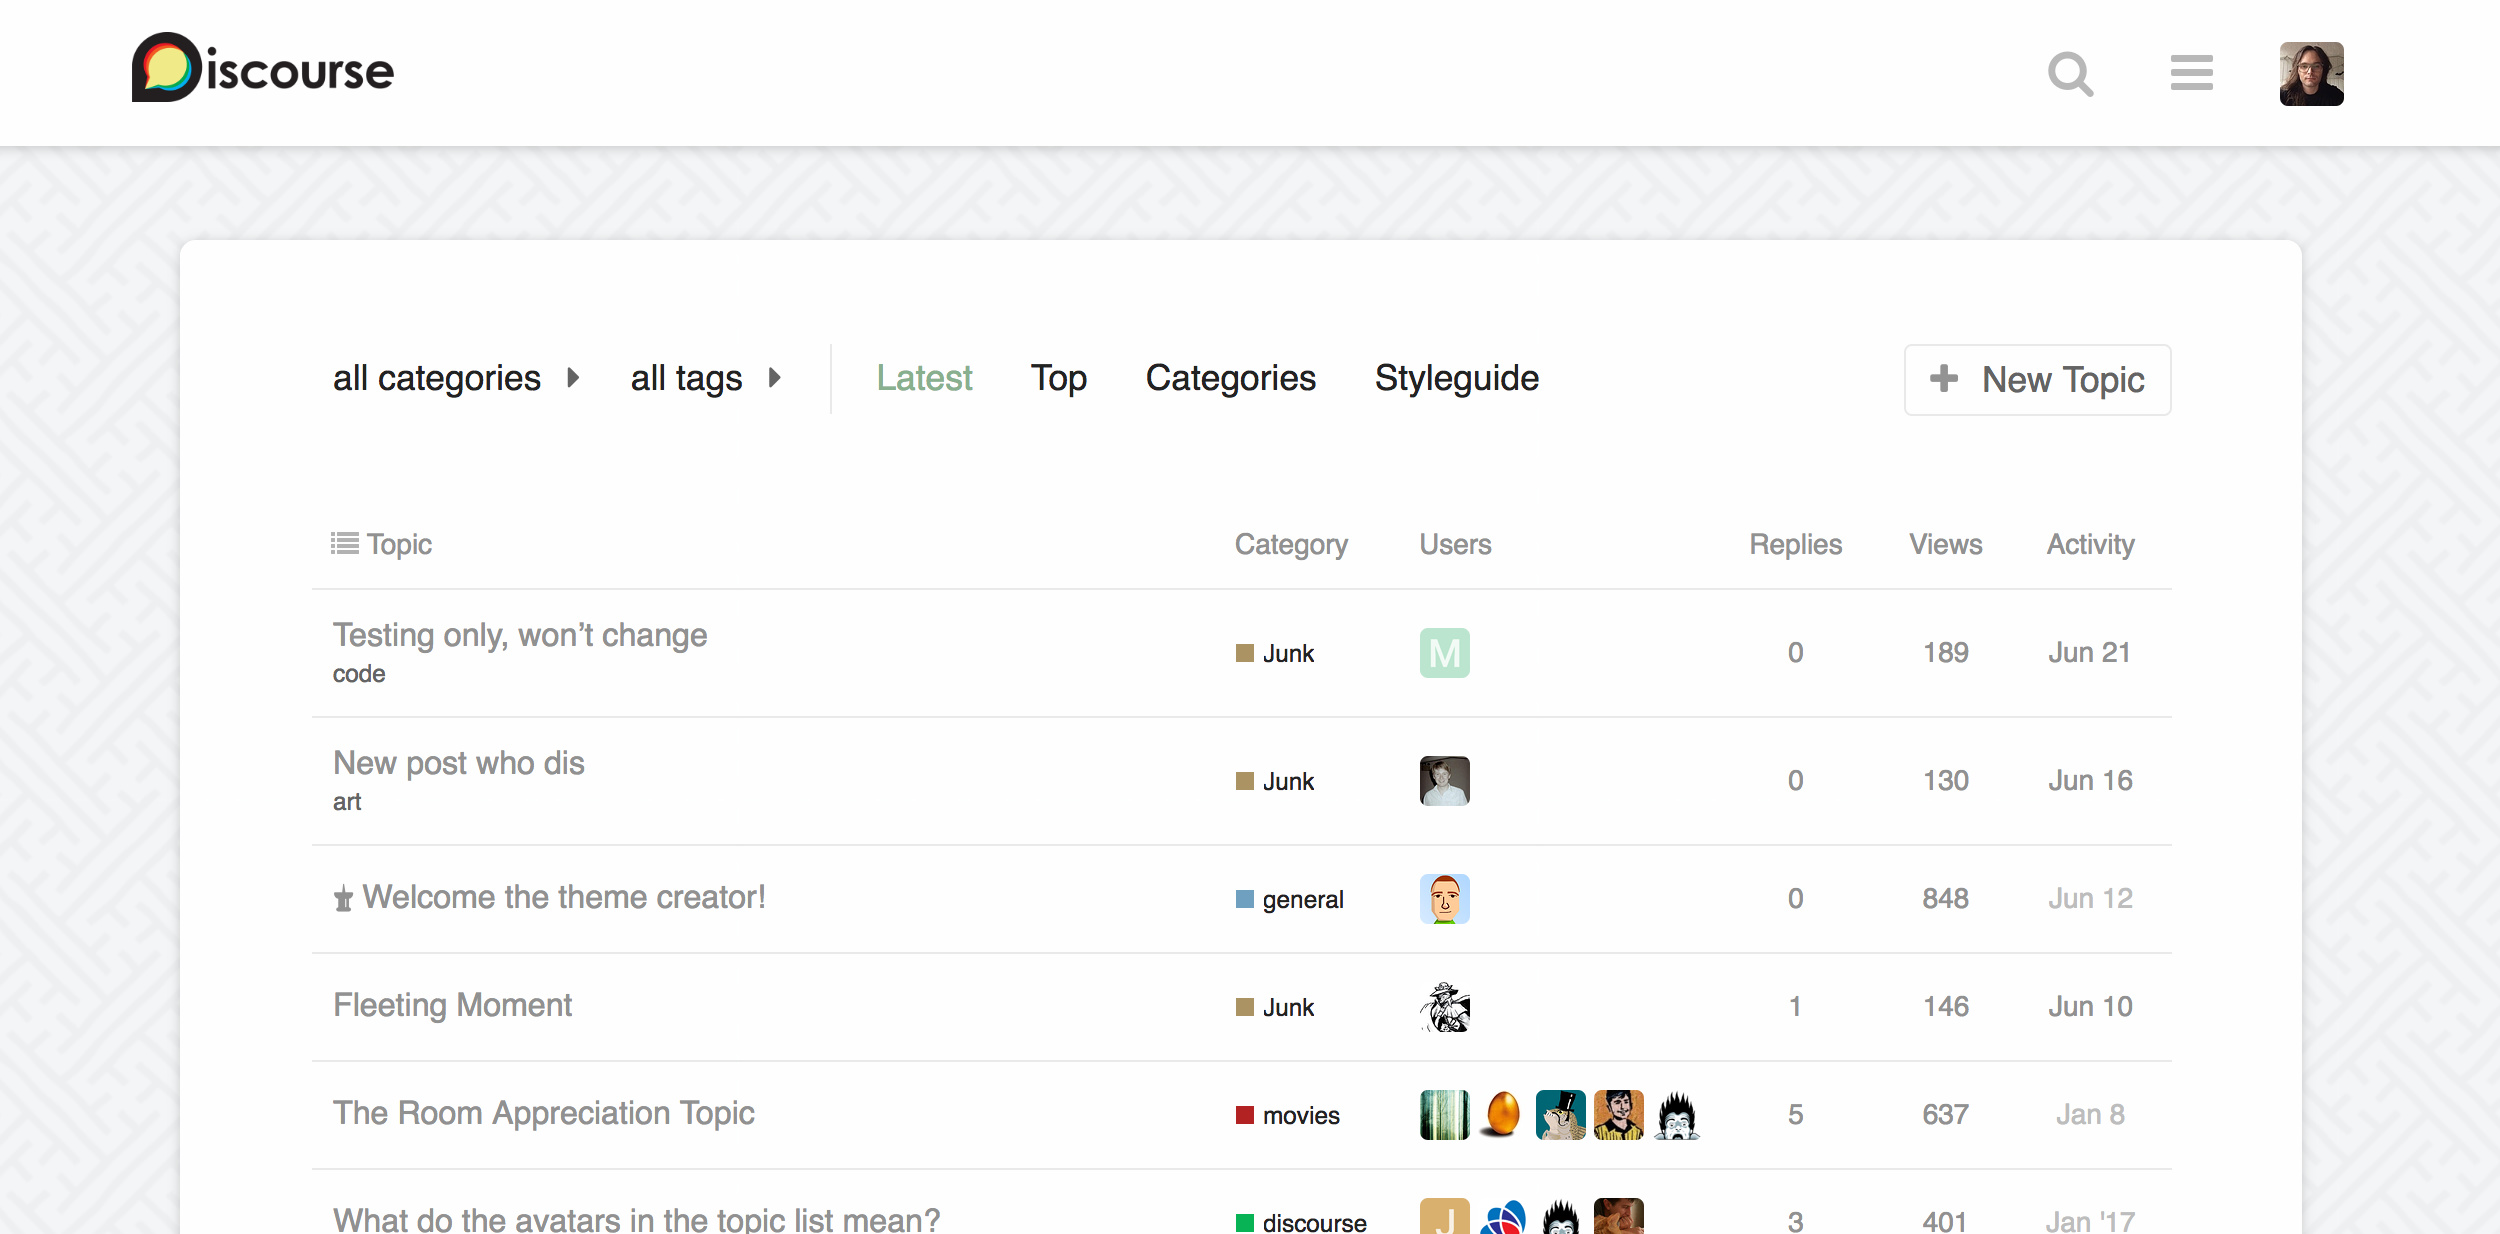 Discourse
all categories all tags Latest Top Categories Styleguide + New Topic
Topic Category Users Replies Views Activity
Testing only, won’t change
code
Junk M 0 189 Jun 21
New post who dis
art
Junk 0 130 Jun 16
Welcome the theme creator! general 0 848 Jun 12
Fleeting Moment Junk 1 146 Jun 10
The Room Appreciation Topic movies 5 637 Jan 8
What do the avatars in the topic list mean? discourse J 3 401 Jan '17